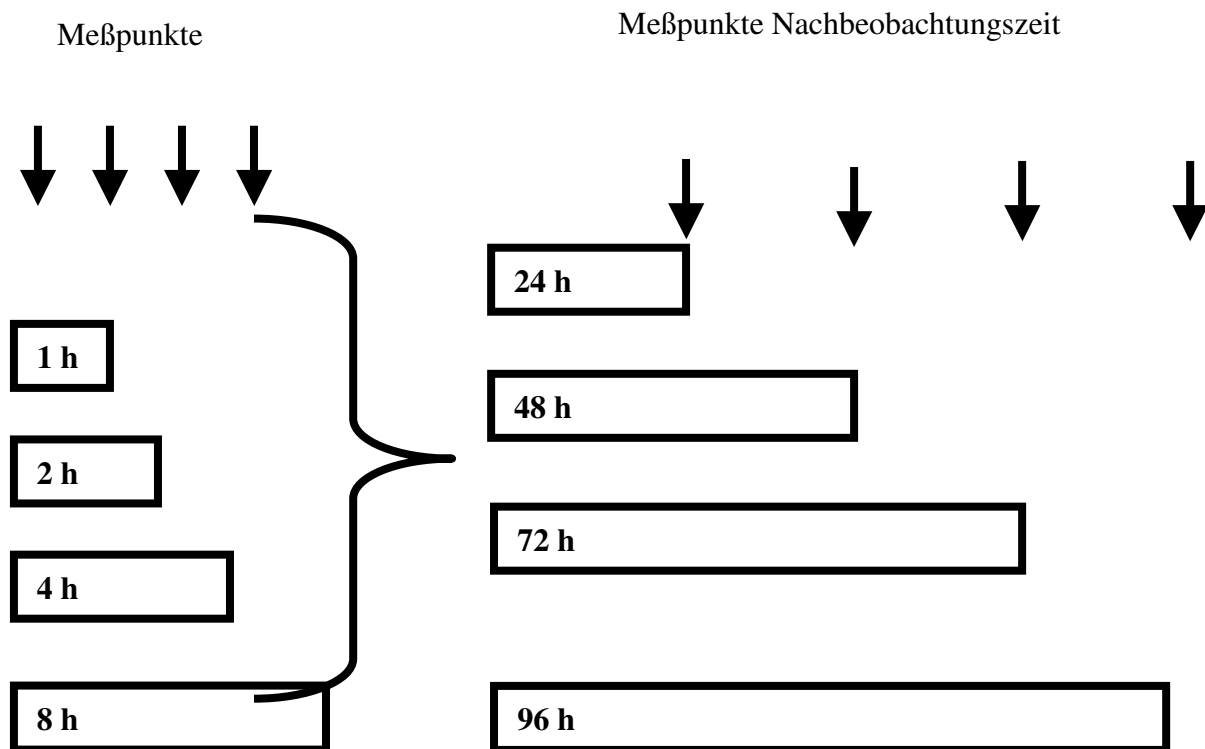 Meßpunkte
Meßpunkte Nachbeobachtungszeit
1 h
2 h
4 h
8 h
24 h
48 h
72 h
96 h